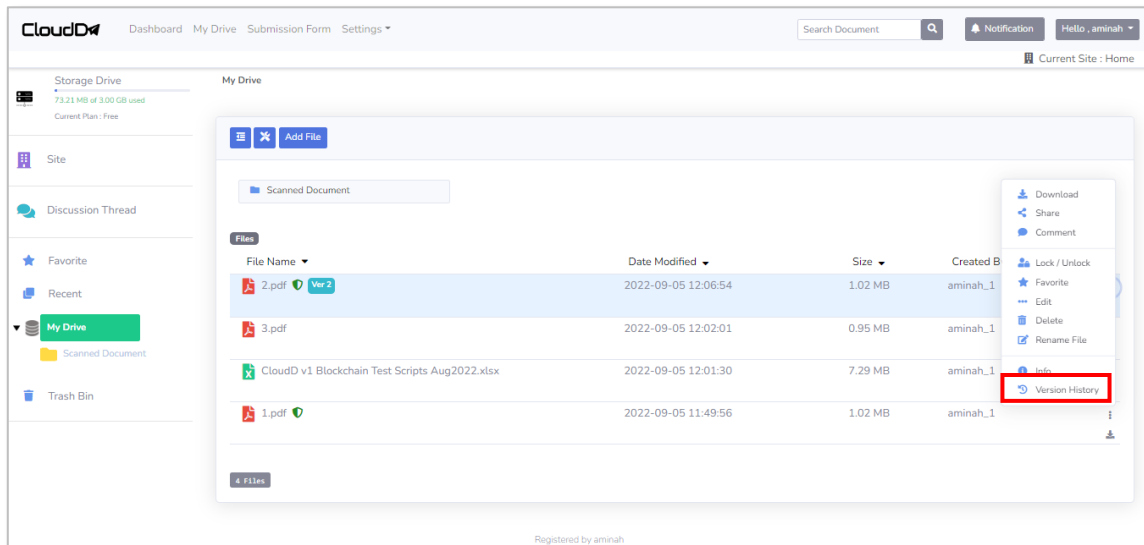 CloudD
Dashboard My Drive Submission Form Settings
Search Document
Notification
Hello , aminah
Current Site : Home
Storage Drive
73.21 MB of 3.00 GB used
Current Plan : Free
Site
Discussion Thread
Favorite
Recent
My Drive
Scanned Document
Trash Bin
My Drive
Add File
Scanned Document
Files
File Name Date Modified Size Created B
2.pdf Ver 2 2022-09-05 12:06:54 1.02 MB aminah_1
3.pdf 2022-09-05 12:02:01 0.95 MB aminah_1
CloudD v1 Blockchain Test Scripts Aug2022.xlsx 2022-09-05 12:01:30 7.29 MB aminah_1
1.pdf 2022-09-05 11:49:56 1.02 MB aminah_1
4 Files
Download
Share
Comment
Lock / Unlock
Favorite
Edit
Delete
Rename File
Info
Version History
Registered by aminah